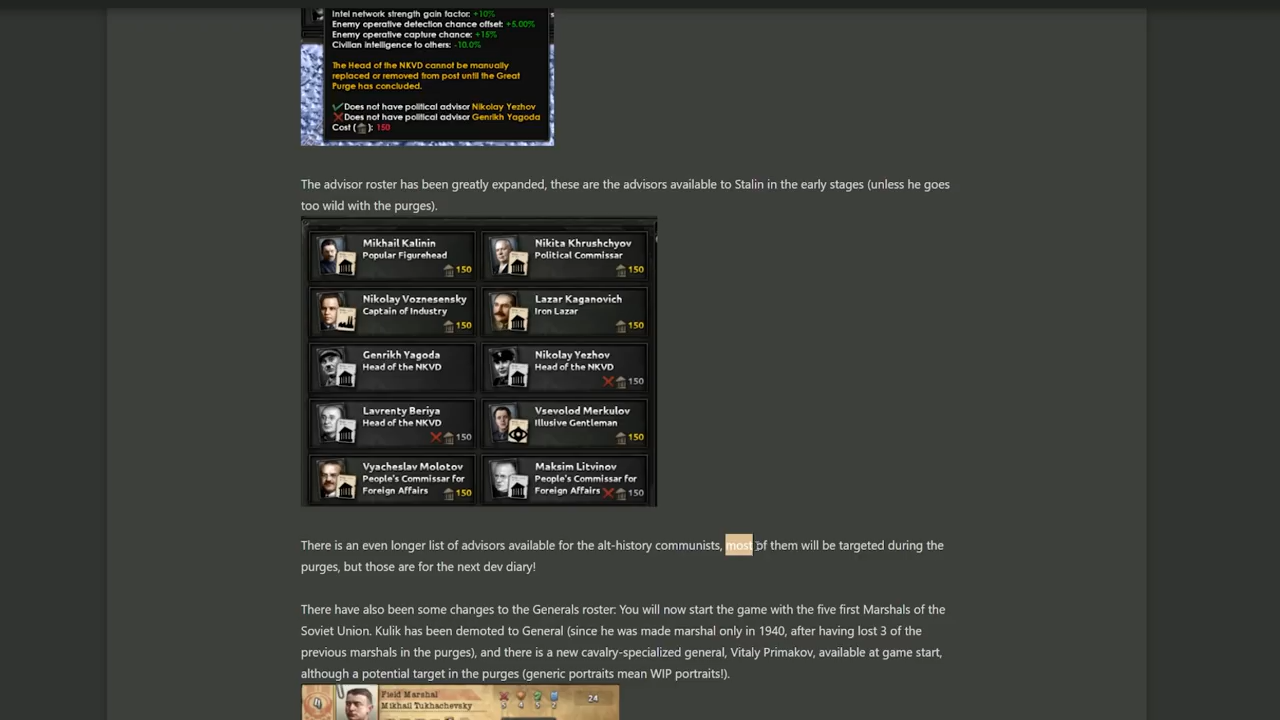 Intel network strength gain factor: +10%
Enemy operative detection chance offset: +5.00%
Enemy operative capture chance: +15%
Civilian intelligence to others: -10.0%
The Head of the NKVD cannot be manually
replaced or removed from post until the Great
Purge has concluded.
Does not have political advisor Nikolay Yezhov
Does not have political advisor Genrikh Yagoda
Cost ( ): 150
The advisor roster has been greatly expanded, these are the advisors available to Stalin in the early stages (unless he goes
too wild with the purges).
Mikhail Kalinin
Popular Figurehead
150
Nikita Khrushchyov
Political Commissar
150
Nikolay Voznesensky
Captain of Industry
150
Lazar Kaganovich
Iron Lazar
150
Genrikh Yagoda
Head of the NKVD
Nikolay Yezhov
Head of the NKVD
150
Lavrenty Beriya
Head of the NKVD
150
Vsevolod Merkulov
Illusive Gentleman
150
Vyacheslav Molotov
People's Commissar for
Foreign Affairs 150
Maksim Litvinov
People's Commissar for
Foreign Affairs 150
There is an even longer list of advisors available for the alt-history communists, most of them will be targeted during the
purges, but those are for the next dev diary!
There have also been some changes to the Generals roster: You will now start the game with the five first Marshals of the
Soviet Union. Kulik has been demoted to General (since he was made marshal only in 1940, after having lost 3 of the
previous marshals in the purges), and there is a new cavalry-specialized general, Vitaly Primakov, available at game start,
although a potential target in the purges (generic portraits mean WIP portraits!).
Field Marshal
Mikhail Tukhachevsky
24